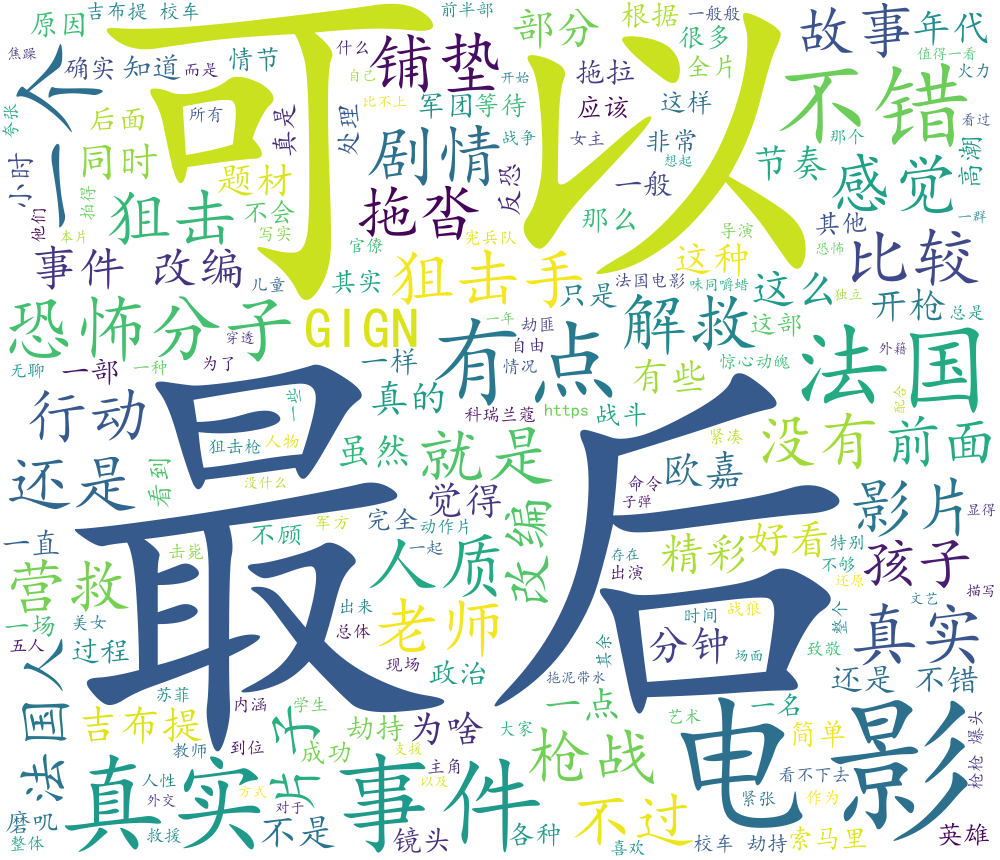 吉布提 校车
前半部
一般般
原因
可以
铺垫
部分
根据
很多
故事
年代
焦躁
确实
知道
而是
情节
什么
自己
全片
拖拉
值得一看
火力
夸张
一个
后面
所有
真是
处理
比不上
开始
军团
等待
应该
这样
不错
看过
那个
小时
同时
题材
剧情
战争
女主
非常
想起
节奏
感觉
高潮
他们
拍得
狙击
不会
写实
拖沓
反恐
那么
一般
导演
其他
一群
本片
事件 改编
官僚
宪兵队
狙击手
这种
恐怖
比较
儿童
其实
只是
法国电影
味同嚼蜡
这么
独立
开枪
总是
恐怖分子
GIGN
有点
一年
劫匪
解救
这部
法国
无聊
一部
一种
穿透
为了
一样
自由
情况
有些
惊心动魄
外籍
行动
最后
一些
真的
科瑞兰蔻
https
战斗
配合
没有
前面
还是
看到
狙击枪
人物
没什么
虽然
就是
紧凑
欧嘉
命令
子弹
影片
显得
一直
不顾
军方
觉得
完全
动作片
改编
精彩
好看
特别
营救
击毙
一起
人质
存在
出演
不够
还原
孩子
描写
一场
五人
美女
出来
老师
时间
战狼
文艺
法国人
过程
总体
现场
分钟
场面
致敬
整个
真实
苏菲
内涵
政治
其余
拖泥带水
还是 不错
吉布提
学生
孑
劫持
为啥
大家
一点
艺术
一名
电影
简单
教师
到位
成功
支援
枪战
看不下去
爆头
真实
事件
片
人性
外交
方式
以及
主角
不过
紧张
作为
枪枪
磨叽
整体
救援
对于
不是
镜头
各种
喜欢
校车 劫持
索马里
英雄